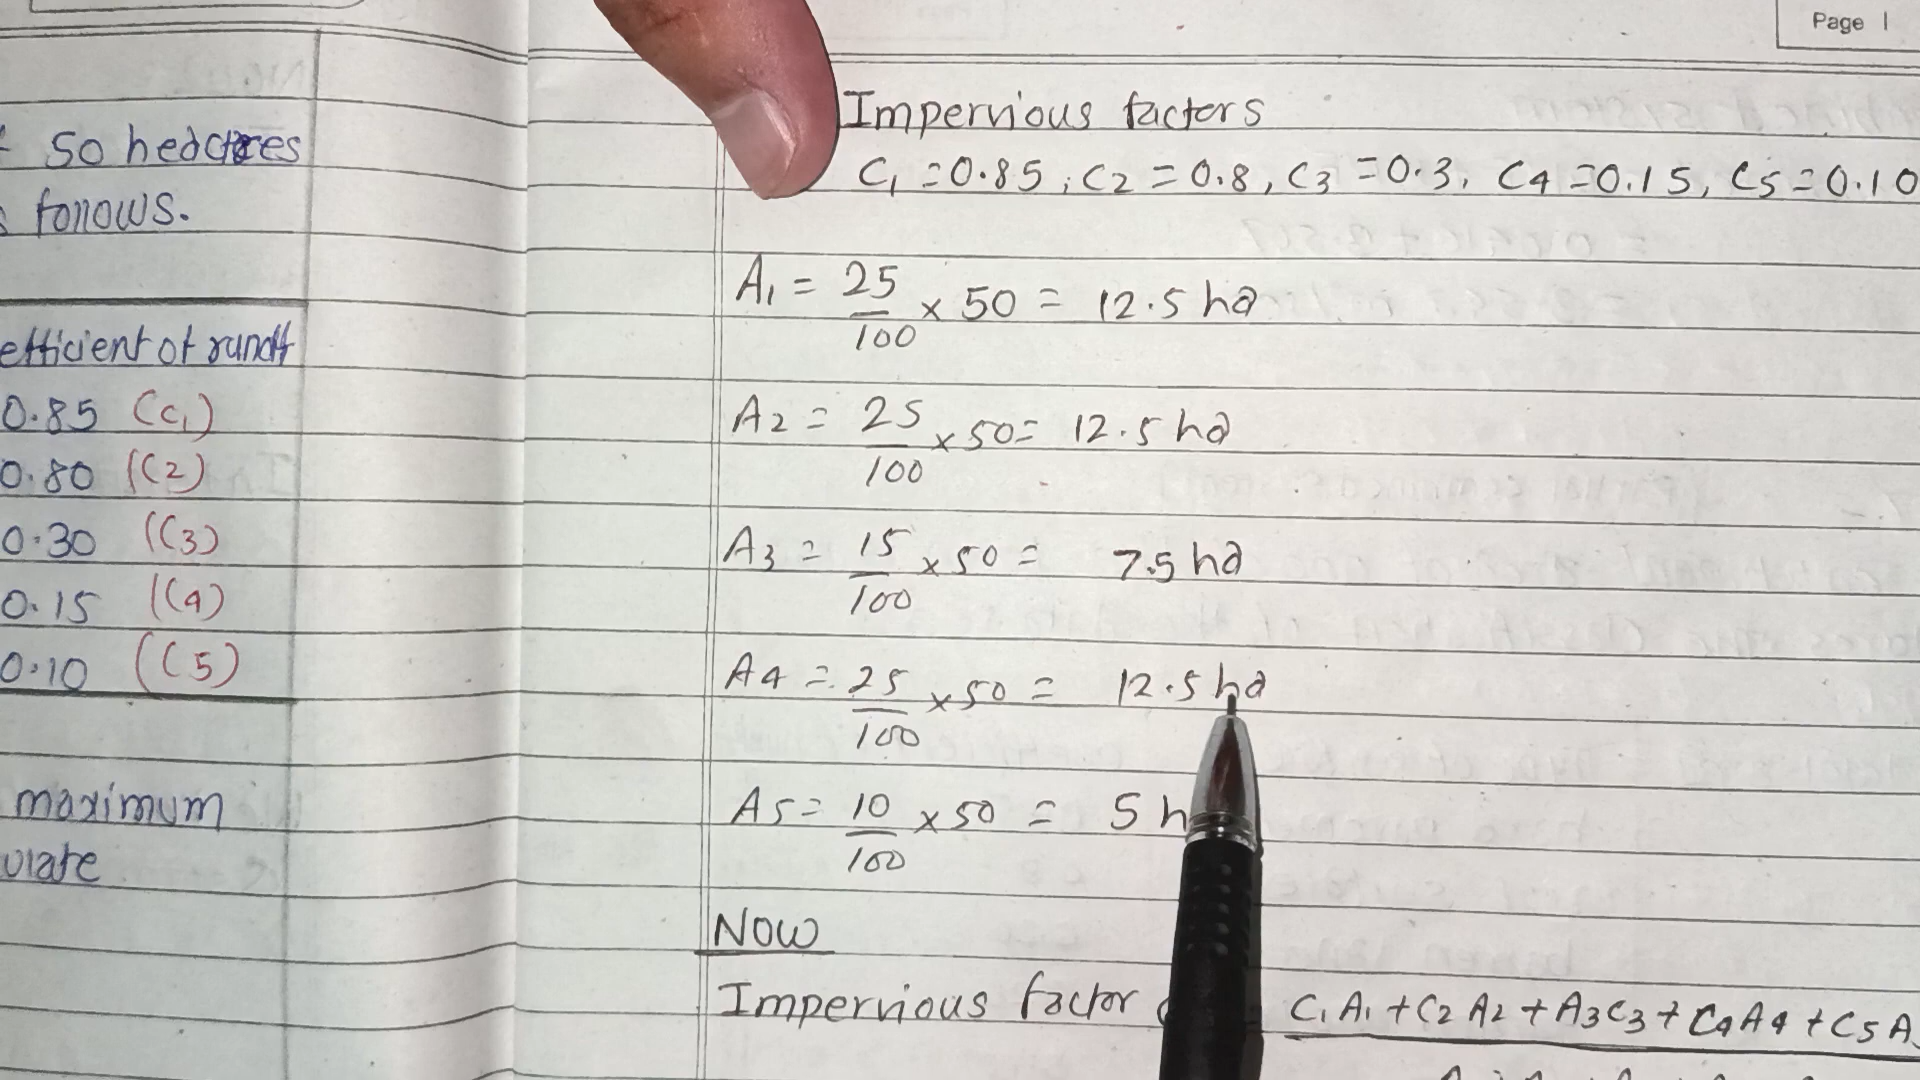 Page 1
50 hectares
follows.
efficient of runoff
0.85 (C1)
0.80 (C2)
0.30 (C3)
0.15 (C4)
0.10 (C5)
maximum
ulate
Impervious factors
C1 = 0.85, C2 = 0.8, C3 = 0.3, C4 = 0.15, C5 = 0.10
A1 = 25/100 x 50 = 12.5 ha
A2 = 25/100 x 50 = 12.5 ha
A3 = 15/100 x 50 = 7.5 ha
A4 = 25/100 x 50 = 12.5 ha
A5 = 10/100 x 50 = 5 h
Now
Impervious factor = C1A1 + C2A2 + A3C3 + C4A4 + C5A